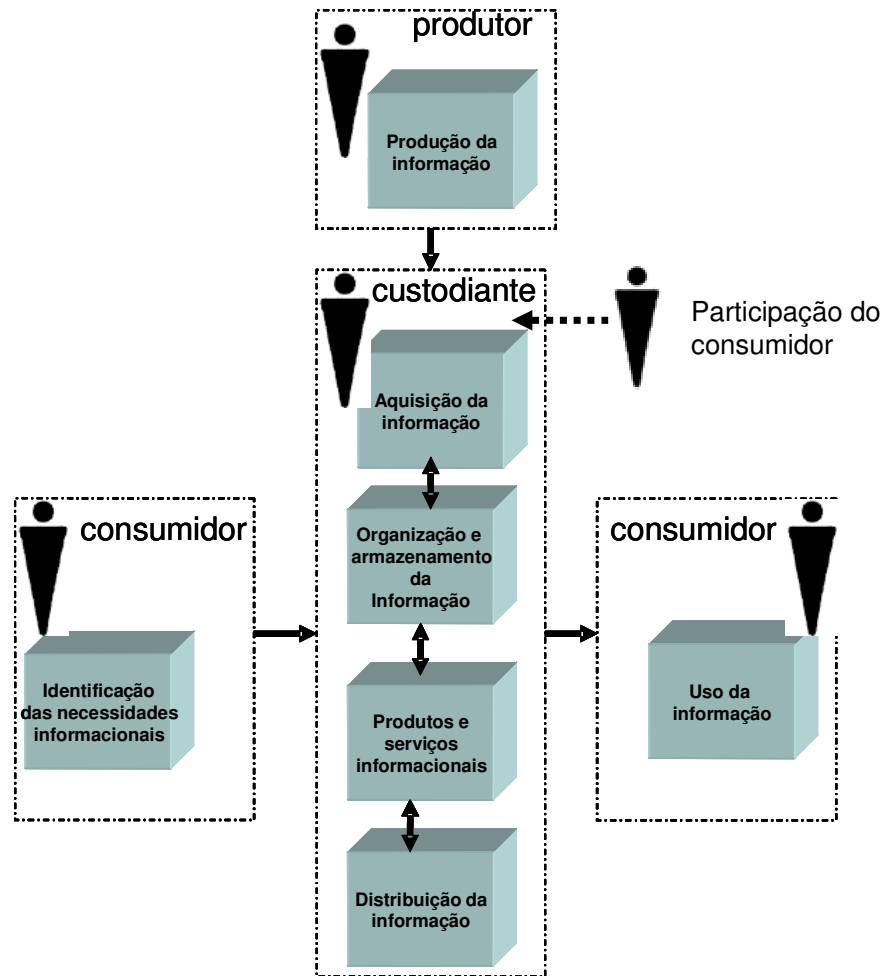 produtor
Produção da
informação
custodiante
Participação do
consumidor
Aquisição da
informação
consumidor
Identificação
das necessidades
informacionais
Organização e
armazenamento
da
Informação
Produtos e
serviços
informacionais
Distribuição da
informação
consumidor
Uso da
informação